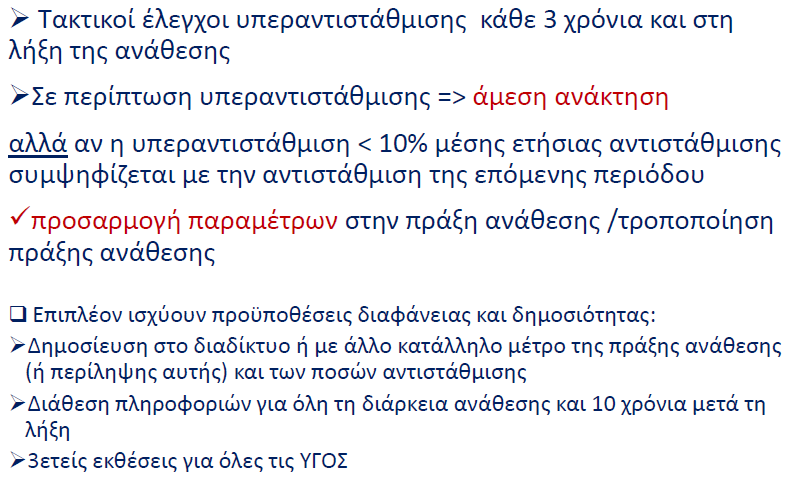 ➢ Τακτικοί έλεγχοι υπεραντιστάθμισης κάθε 3 χρόνια και στη
λήξη της ανάθεσης
➢Σε περίπτωση υπεραντιστάθμισης => άμεση ανάκτηση
αλλά αν η υπεραντιστάθμιση < 10% μέσης ετήσιας αντιστάθμισης
συμψηφίζεται με την αντιστάθμιση της επόμενης περιόδου
✓προσαρμογή παραμέτρων στην πράξη ανάθεσης /τροποποίηση
πράξης ανάθεσης
❑ Επιπλέον ισχύουν προϋποθέσεις διαφάνειας και δημοσιότητας:
➢Δημοσίευση στο διαδίκτυο ή με άλλο κατάλληλο μέτρο της πράξης ανάθεσης
(ή περίληψης αυτής) και των ποσών αντιστάθμισης
➢Διάθεση πληροφοριών για όλη τη διάρκεια ανάθεσης και 10 χρόνια μετά τη
λήξη
➢3ετείς εκθέσεις για όλες τις ΥΓΟΣ